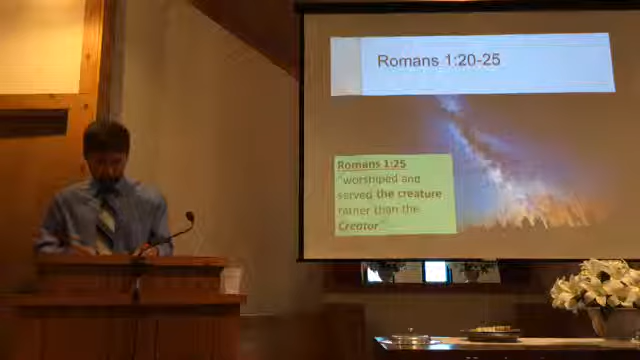 Romans 1:20-25
Romans 1:25
"worshiped and
served the creature
rather than the
Creator"